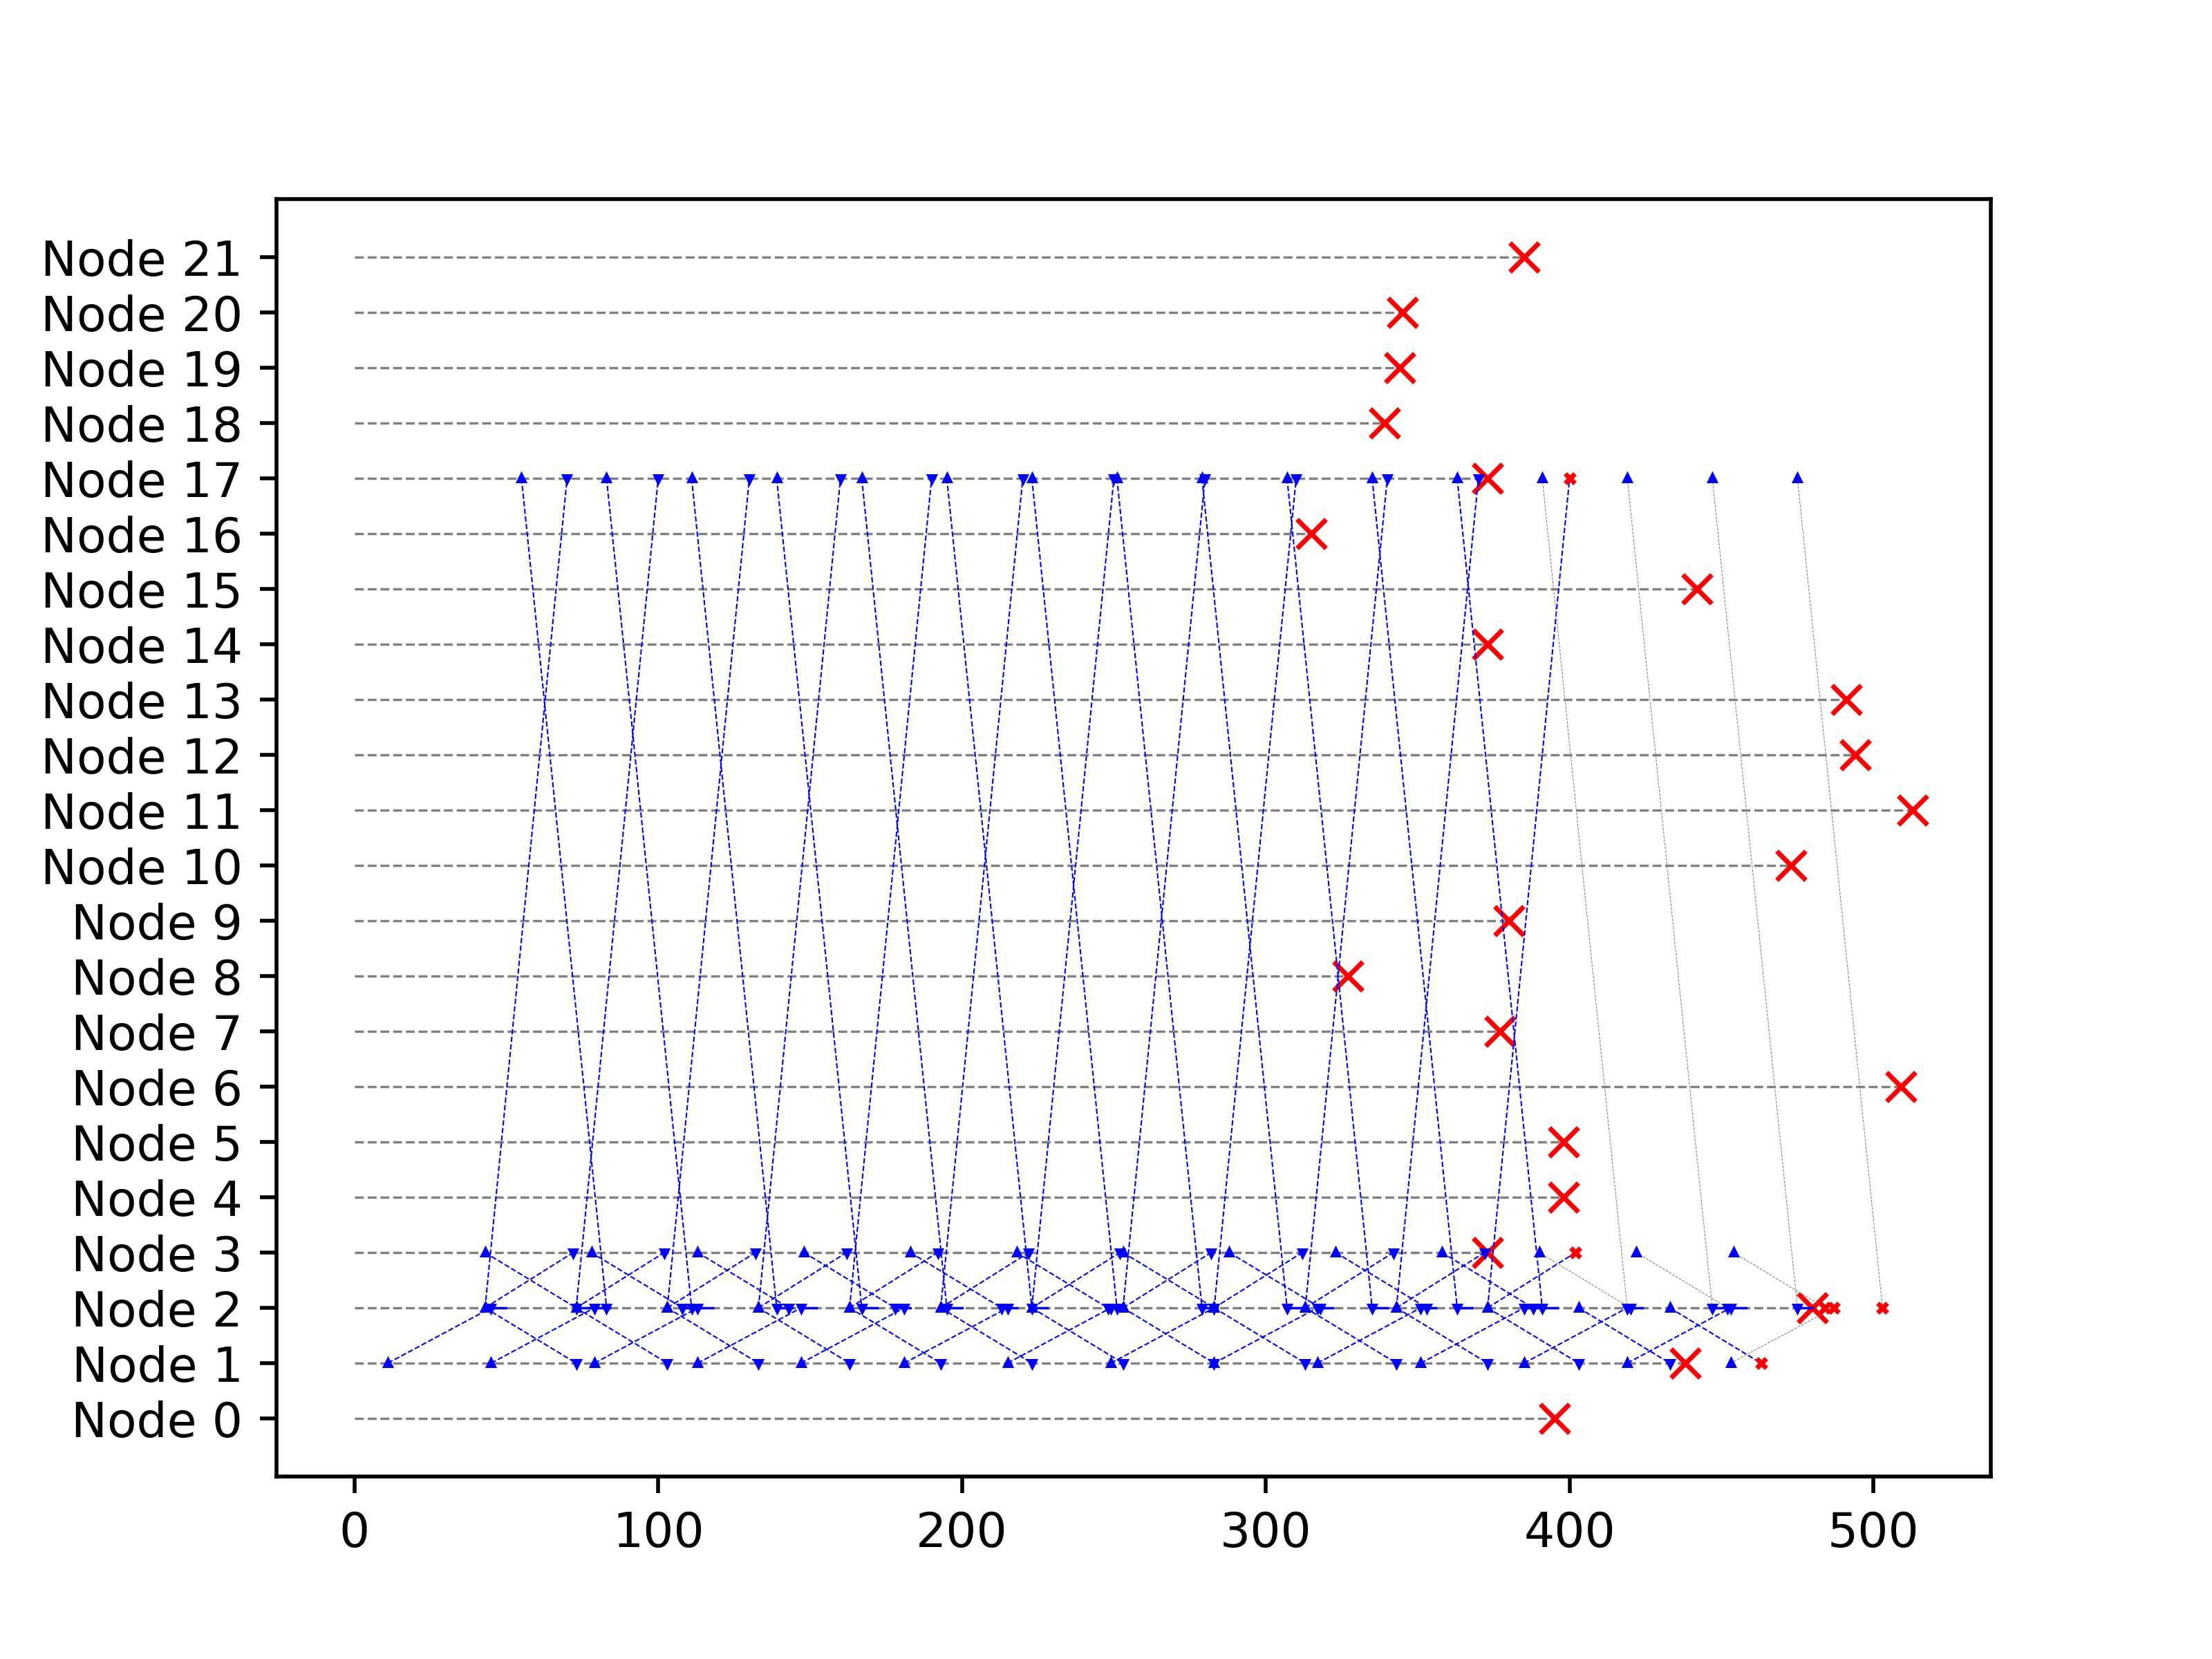 Node 21
Node 20
Node 19
Node 18
Node 17
Node 16
Node 15
Node 14
Node 13
Node 12
Node 11
Node 10
Node 9
Node 8
Node 7
Node 6
Node 5
Node 4
Node 3
Node 2
Node 1
Node 0
0 100 200 300 400 500